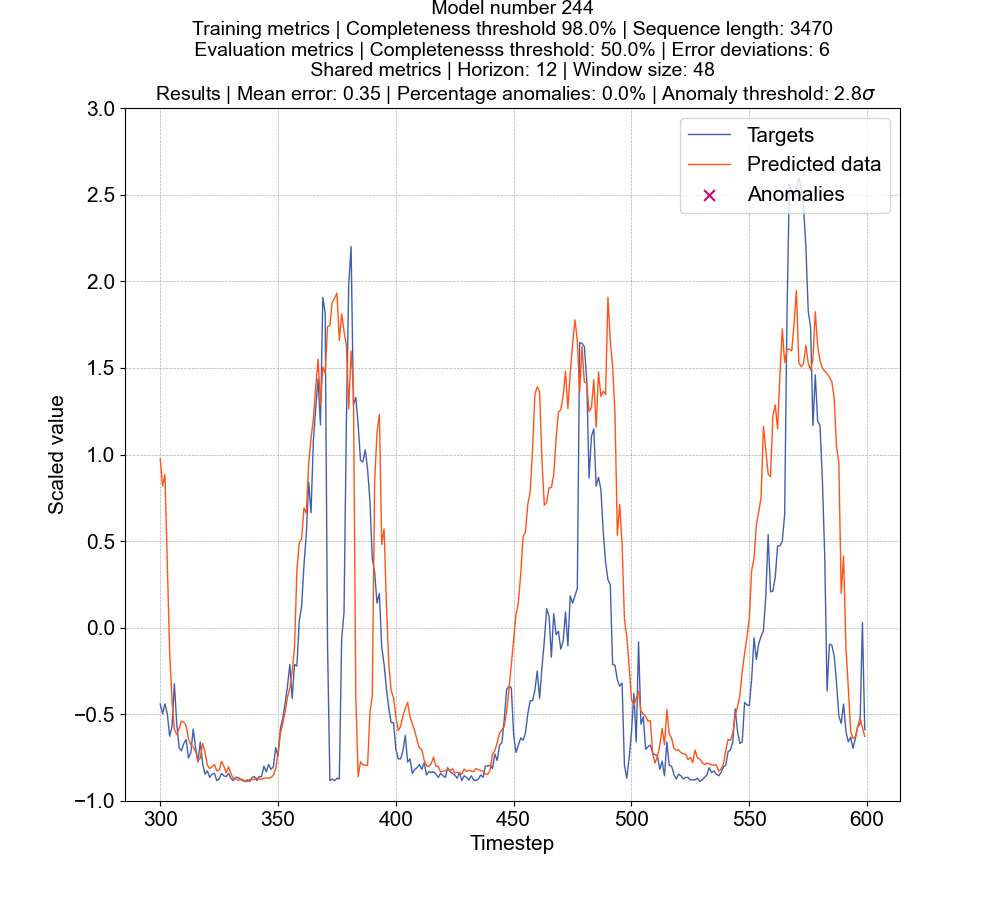 Model number 244
Training metrics | Completeness threshold 98.0% | Sequence length: 3470
Evaluation metrics | Completenesss threshold: 50.0% | Error deviations: 6
Shared metrics | Horizon: 12 | Window size: 48
Results | Mean error: 0.35 | Percentage anomalies: 0.0% | Anomaly threshold: 2.8σ
3.0
2.5
2.0
1.5
1.0
0.5
0.0
−0.5
−1.0
Scaled value
Targets
Predicted data
Anomalies
300 350 400 450 500 550 600
Timestep